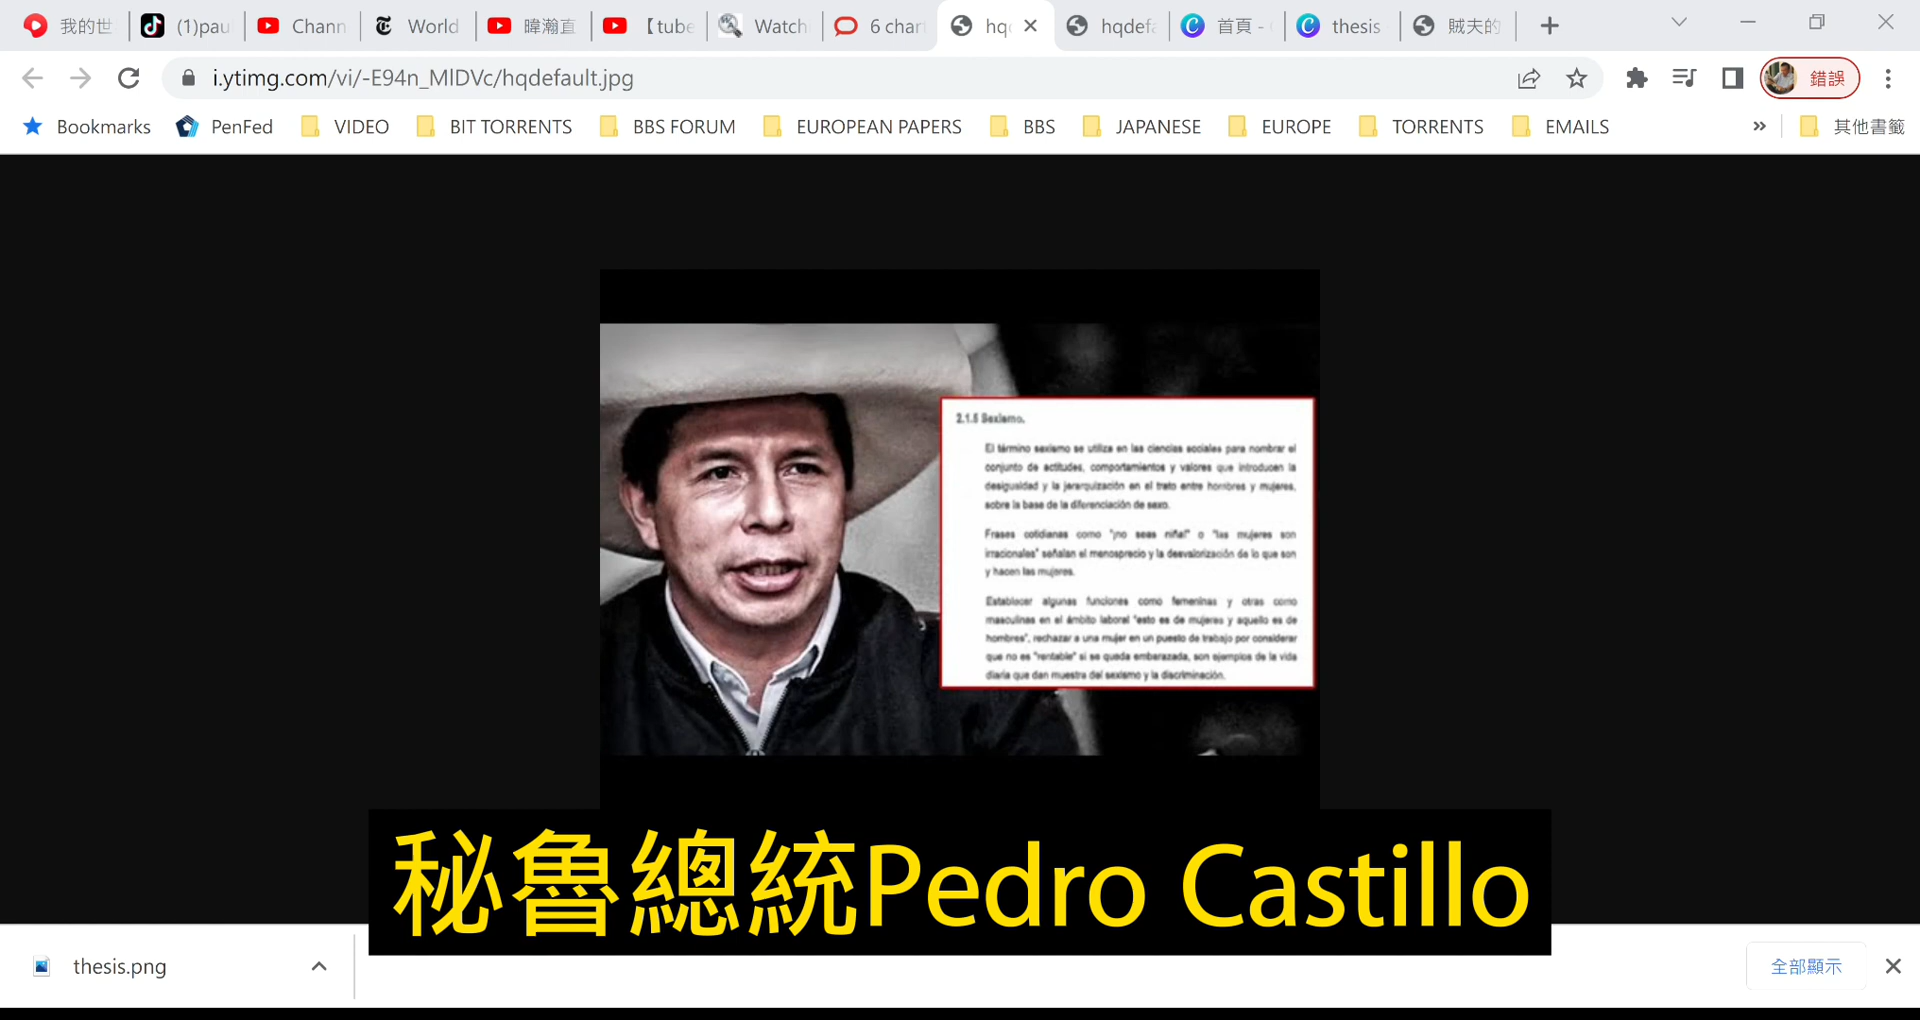 我的世
(1)pau
Chann
World
暐瀚直
【tube
Watch
6 char
hq
hqdefa
首頁 -
thesis
賊夫的
i.ytimg.com/vi/-E94n_MlDVc/hqdefault.jpg
錯誤
Bookmarks
PenFed
VIDEO
BIT TORRENTS
BBS FORUM
EUROPEAN PAPERS
BBS
JAPANESE
EUROPE
TORRENTS
EMAILS
其他書籤
2.1.5 Sexismo.
El término sexismo se utiliza en las ciencias sociales para nombrar el
conjunto de actitudes, comportamientos y valores que introducen la
desigualdad y la jerarquización en el trato entre hombres y mujeres,
sobre la base de la diferenciación de sexo.
Frases cotidianas como "¡no seas niña!" o "las mujeres son
irracionales" señalan el menosprecio y la desvalorización de lo que son
y hacen las mujeres.
Establecer algunas funciones como femeninas y otras como
masculinas en el ámbito laboral "esto es de mujeres y aquello es de
hombres", rechazar a una mujer en un puesto de trabajo por considerar
que no es "rentable" si se queda embarazada, son ejemplos de la vida
diaria que dan muestra del sexismo y la discriminación.
秘魯總統Pedro Castillo
thesis.png
全部顯示